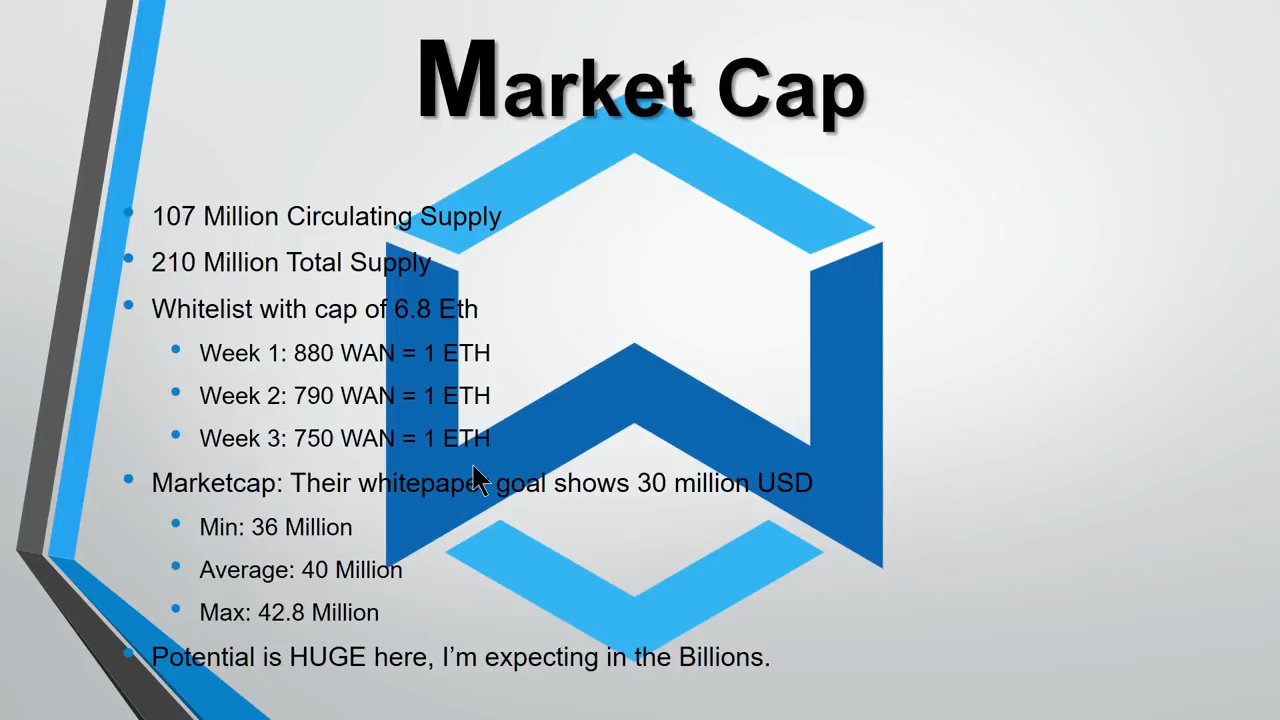 Market Cap
107 Million Circulating Supply
210 Million Total Supply
Whitelist with cap of 6.8 Eth
Week 1: 880 WAN = 1 ETH
Week 2: 790 WAN = 1 ETH
Week 3: 750 WAN = 1 ETH
Marketcap: Their whitepaper goal shows 30 million USD
Min: 36 Million
Average: 40 Million
Max: 42.8 Million
Potential is HUGE here, I’m expecting in the Billions.